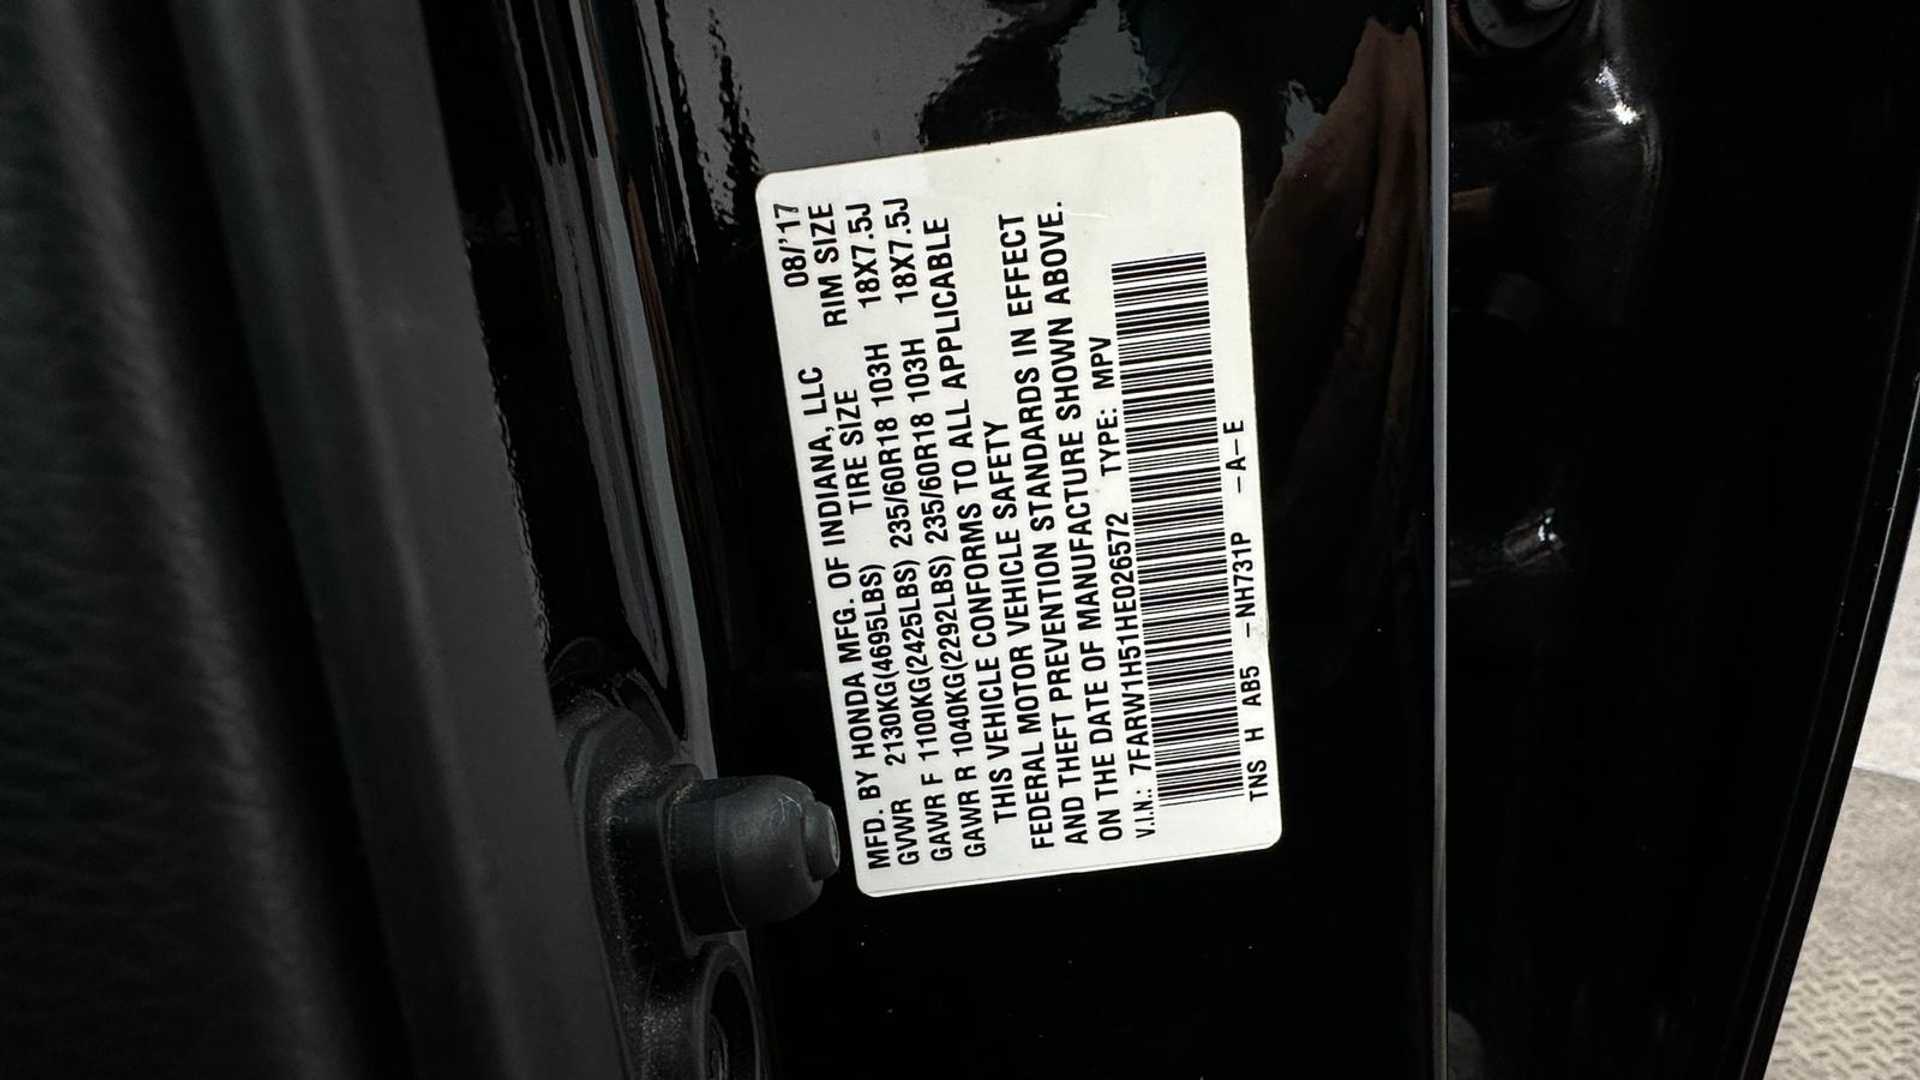 MFD. BY HONDA MFG. OF INDIANA, LLC 08/'17
GVWR 2130KG(4695LBS) TIRE SIZE RIM SIZE
GAWR F 1100KG(2425LBS) 235/60R18 103H 18X7.5J
GAWR R 1040KG(2292LBS) 235/60R18 103H 18X7.5J
THIS VEHICLE CONFORMS TO ALL APPLICABLE
FEDERAL MOTOR VEHICLE SAFETY
AND THEFT PREVENTION STANDARDS IN EFFECT
ON THE DATE OF MANUFACTURE SHOWN ABOVE.
V.I.N.: 7FARW1H51HE026572 TYPE: MPV
TNS H AB5 -NH731P -A-E